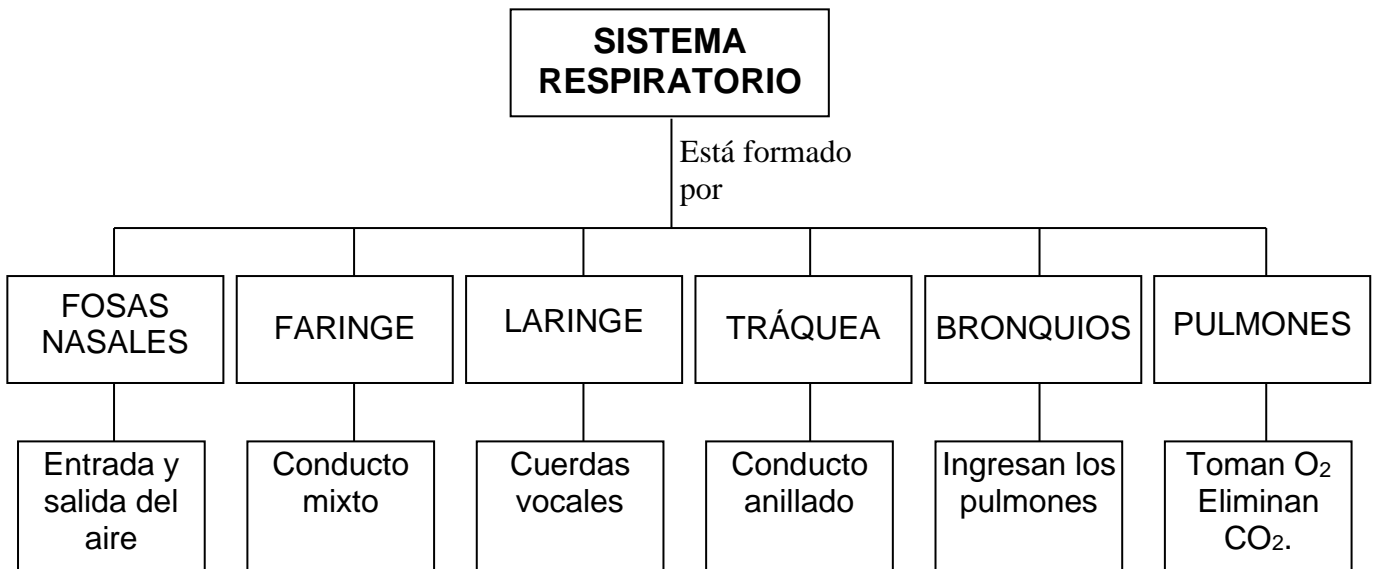 SISTEMA
RESPIRATORIO
Está formado
por
FOSAS
NASALES
FARINGE
LARINGE
TRÁQUEA
BRONQUIOS
PULMONES
Entrada y
salida del
aire
Conducto
mixto
Cuerdas
vocales
Conducto
anillado
Ingresan los
pulmones
Toman O₂
Eliminan
CO₂.